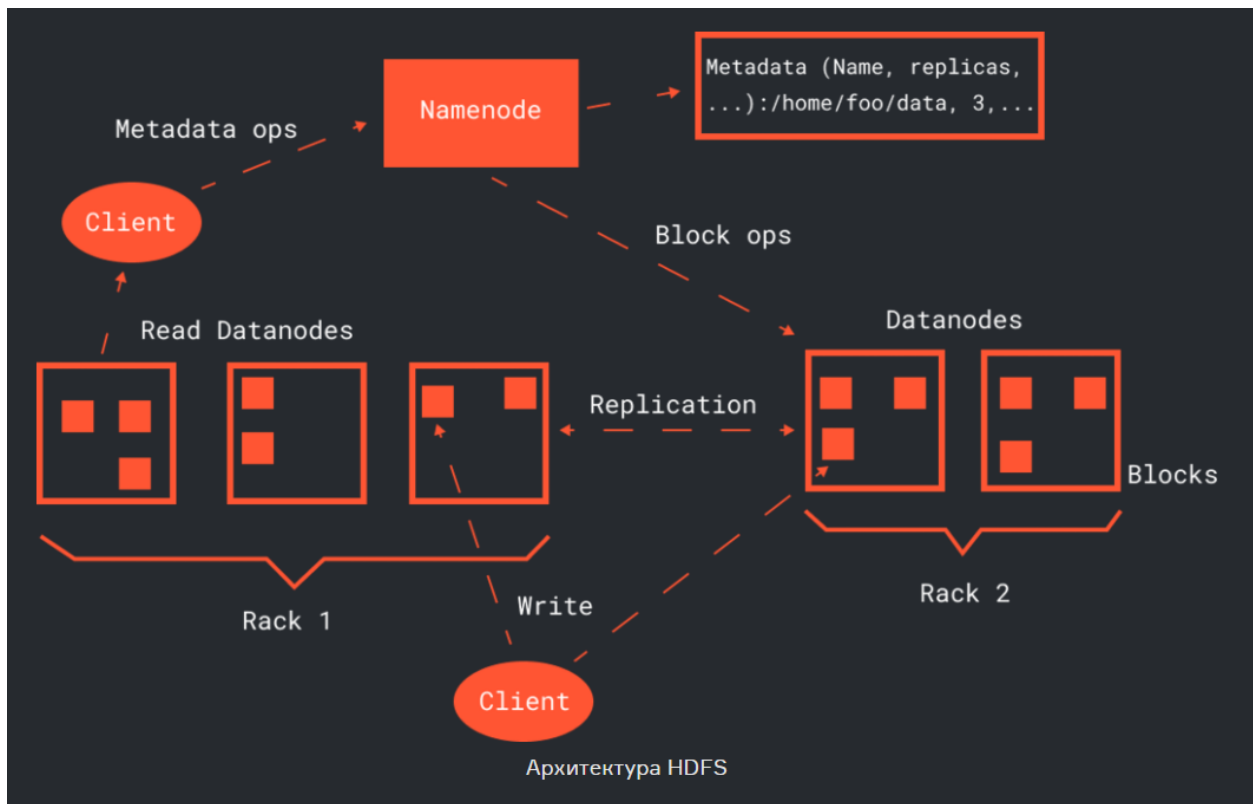 Metadata (Name, replicas,
...):/home/foo/data, 3,...
Namenode
Metadata ops
Client
Block ops
Read Datanodes
Datanodes
Replication
Blocks
Rack 1
Write
Rack 2
Client
Архитектура HDFS